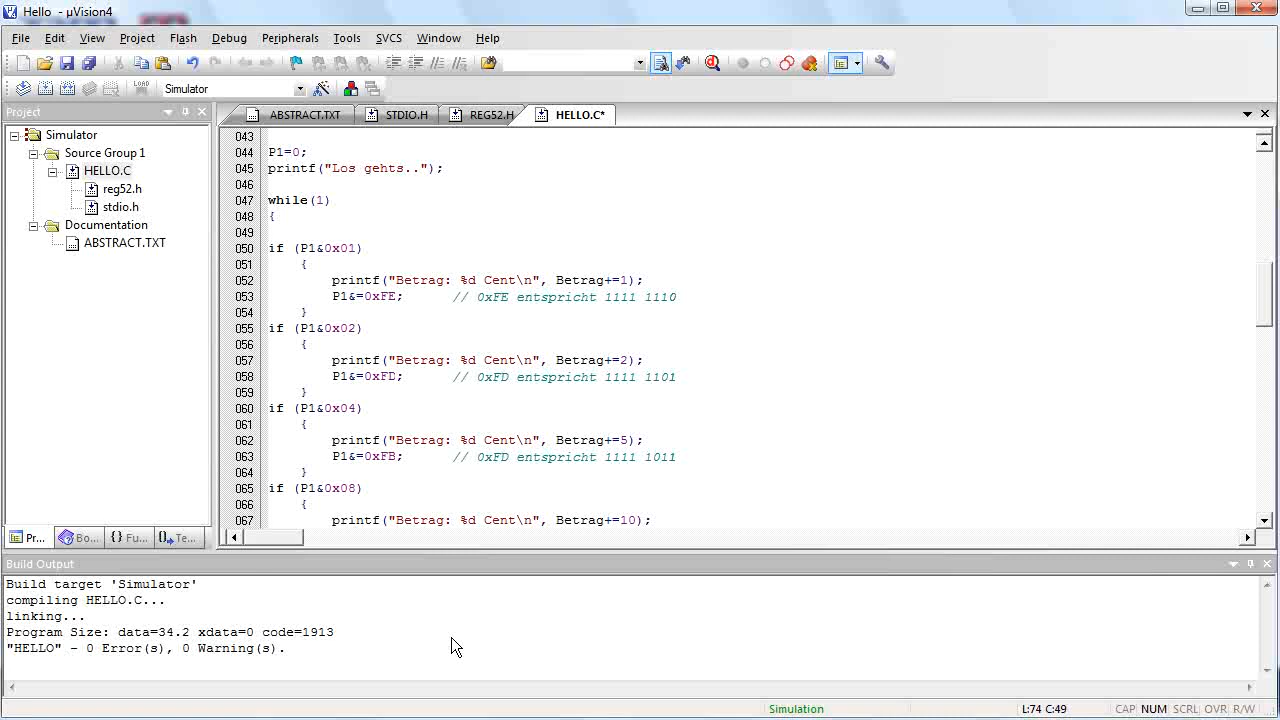 Hello - µVision4
File Edit View Project Flash Debug Peripherals Tools SVCS Window Help
LOAD Simulator
Project
ABSTRACT.TXT STDIO.H REG52.H HELLO.C*
Simulator
Source Group 1
HELLO.C
reg52.h
stdio.h
Documentation
ABSTRACT.TXT
Pr... Bo... {} Fu... Te...
043
044 P1=0;
045 printf("Los gehts..");
046
047 while(1)
048 {
049
050 if (P1&0x01)
051 {
052 printf("Betrag: %d Cent\n", Betrag+=1);
053 P1&=0xFE; // 0xFE entspricht 1111 1110
054 }
055 if (P1&0x02)
056 {
057 printf("Betrag: %d Cent\n", Betrag+=2);
058 P1&=0xFD; // 0xFD entspricht 1111 1101
059 }
060 if (P1&0x04)
061 {
062 printf("Betrag: %d Cent\n", Betrag+=5);
063 P1&=0xFB; // 0xFD entspricht 1111 1011
064 }
065 if (P1&0x08)
066 {
067 printf("Betrag: %d Cent\n", Betrag+=10);
Build Output
Build target 'Simulator'
compiling HELLO.C...
linking...
Program Size: data=34.2 xdata=0 code=1913
"HELLO" - 0 Error(s), 0 Warning(s).
Simulation L:74 C:49 CAP NUM SCRL OVR R/W